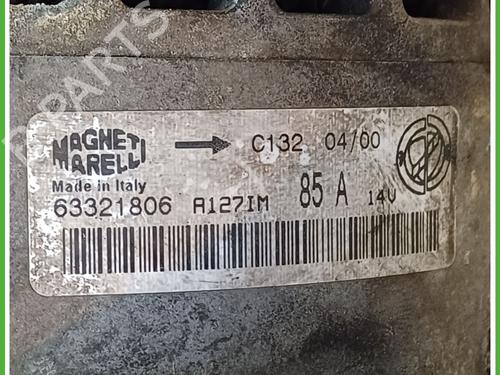 MAGNETI
MARELLI
C132 04/00
Made in Italy
63321806 A127IM 85 A 14V